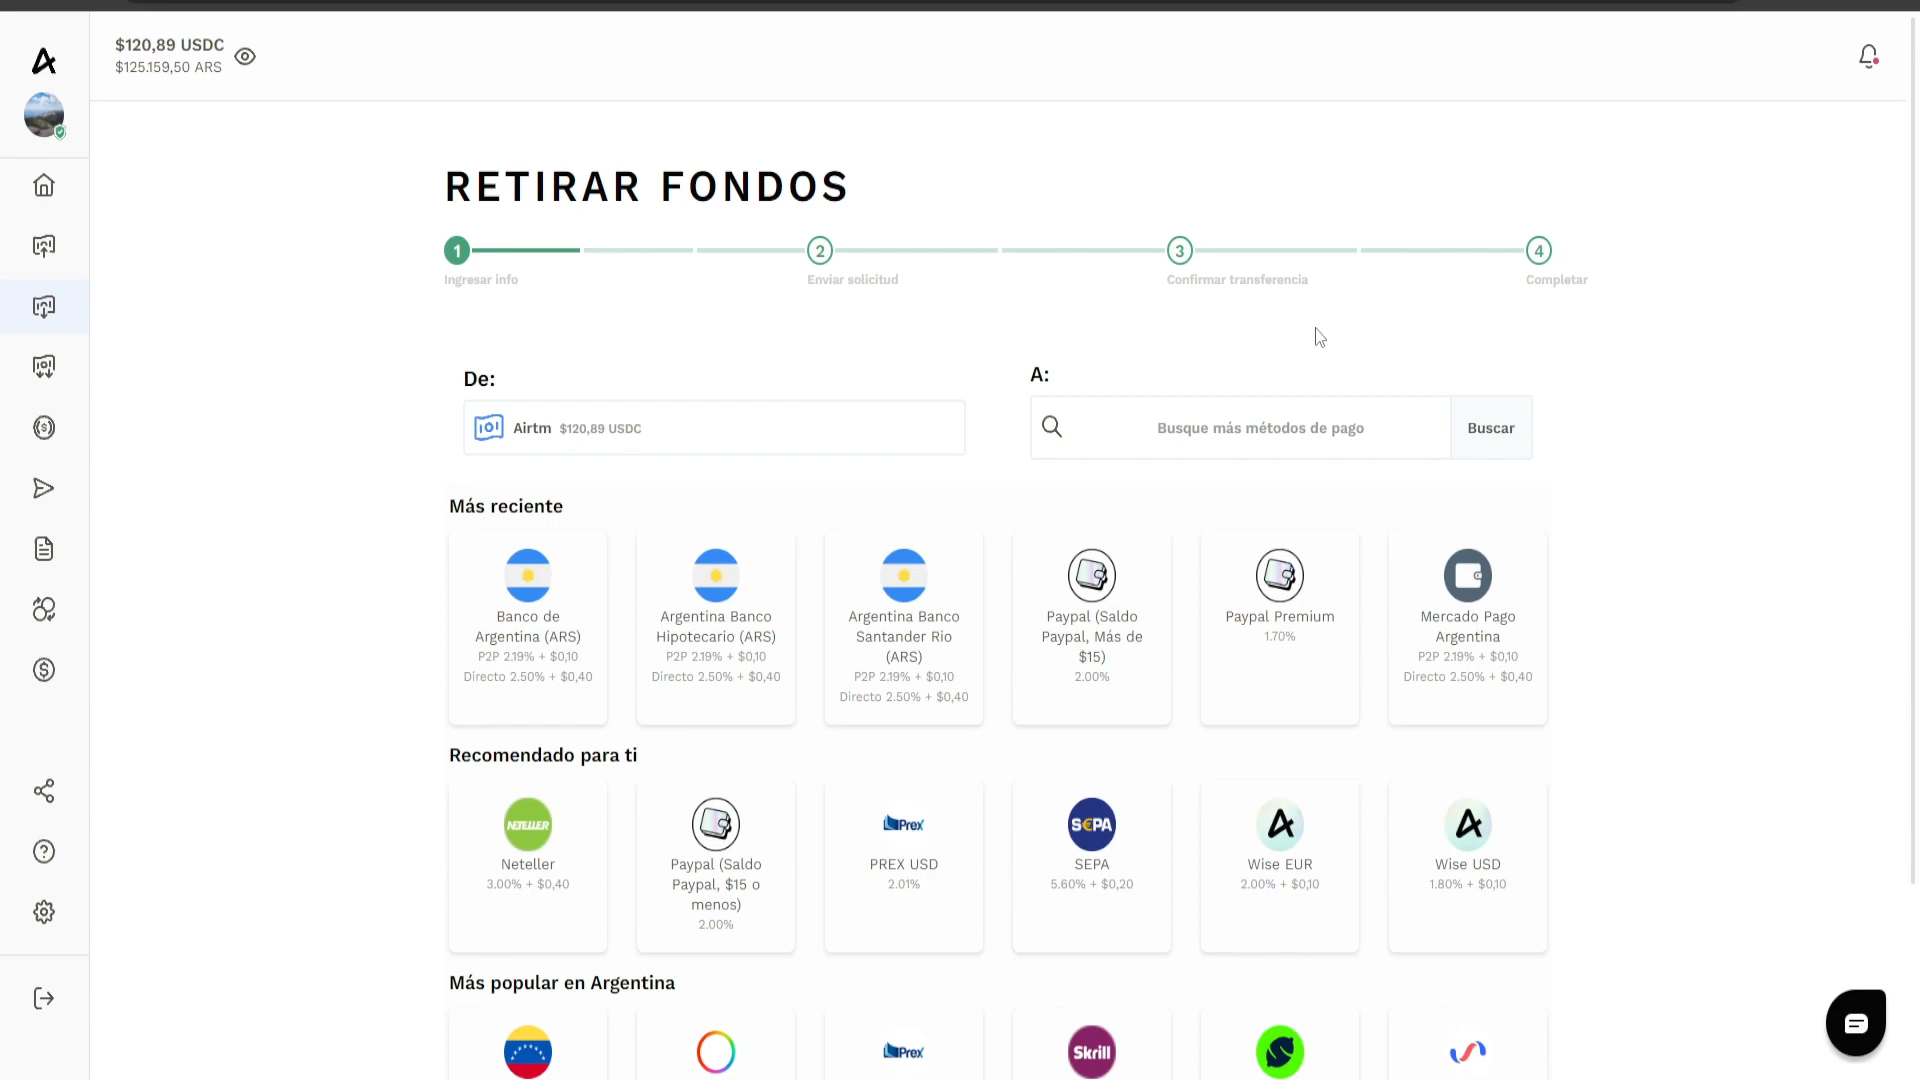 $120,89 USDC
$125.159,50 ARS
RETIRAR FONDOS
1
2
3
4
Ingresar info
Enviar solicitud
Confirmar transferencia
Completar
De:
A:
Airtm $120,89 USDC
Busque más métodos de pago
Buscar
Más reciente
Banco de
Argentina (ARS)
P2P 2.19% + $0,10
Directo 2.50% + $0,40
Argentina Banco
Hipotecario (ARS)
P2P 2.19% + $0,10
Directo 2.50% + $0,40
Argentina Banco
Santander Rio
(ARS)
P2P 2.19% + $0,10
Directo 2.50% + $0,40
Paypal (Saldo
Paypal, Más de
$15)
2.00%
Paypal Premium
1.70%
Mercado Pago
Argentina
P2P 2.19% + $0,10
Directo 2.50% + $0,40
Recomendado para ti
NETELLER
Neteller
3.00% + $0,40
Paypal (Saldo
Paypal, $15 o
menos)
2.00%
Prex
PREX USD
2.01%
S€PA
SEPA
5.60% + $0,20
Wise EUR
2.00% + $0,10
Wise USD
1.80% + $0,10
Más popular en Argentina
Prex
Skrill